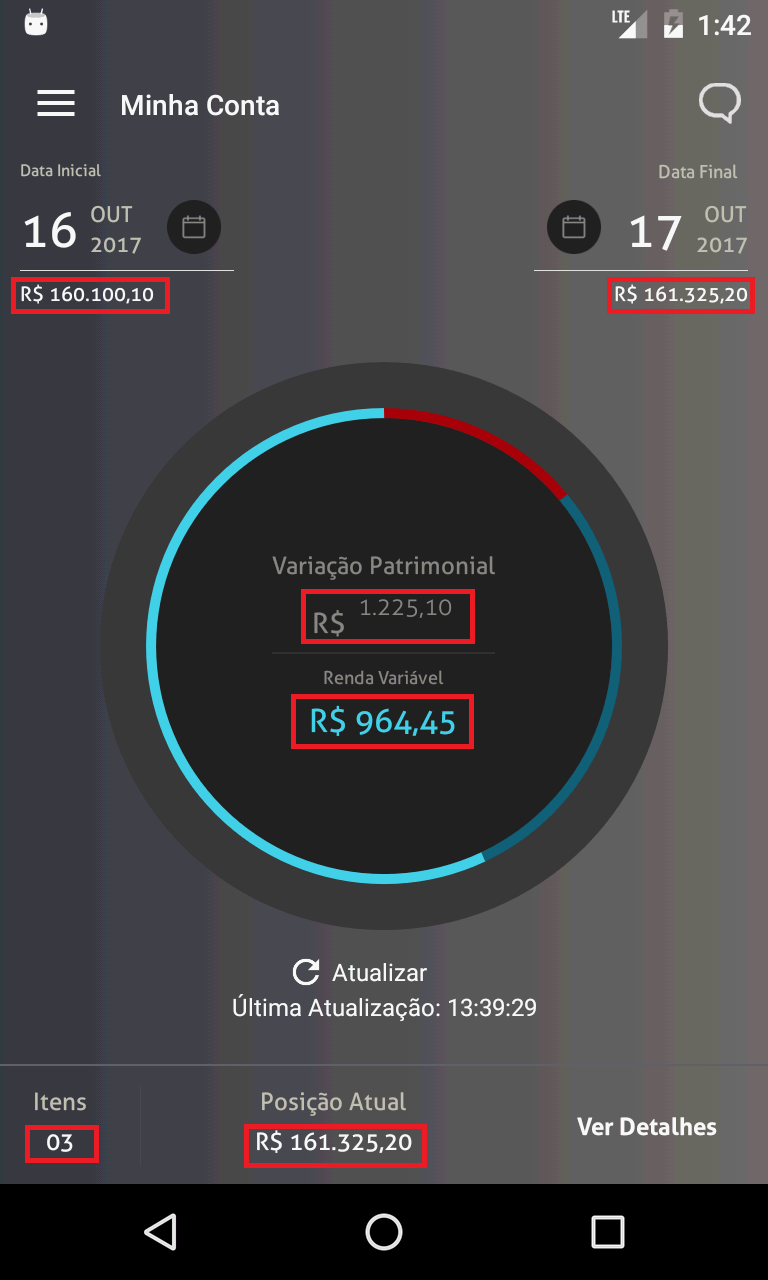 LTE 1:42
Minha Conta
Data Inicial
Data Final
16 OUT 2017
17 OUT 2017
R$ 160.100,10
R$ 161.325,20
Variação Patrimonial
R$ 1.225,10
Renda Variável
R$ 964,45
Atualizar
Última Atualização: 13:39:29
Itens
03
Posição Atual
R$ 161.325,20
Ver Detalhes